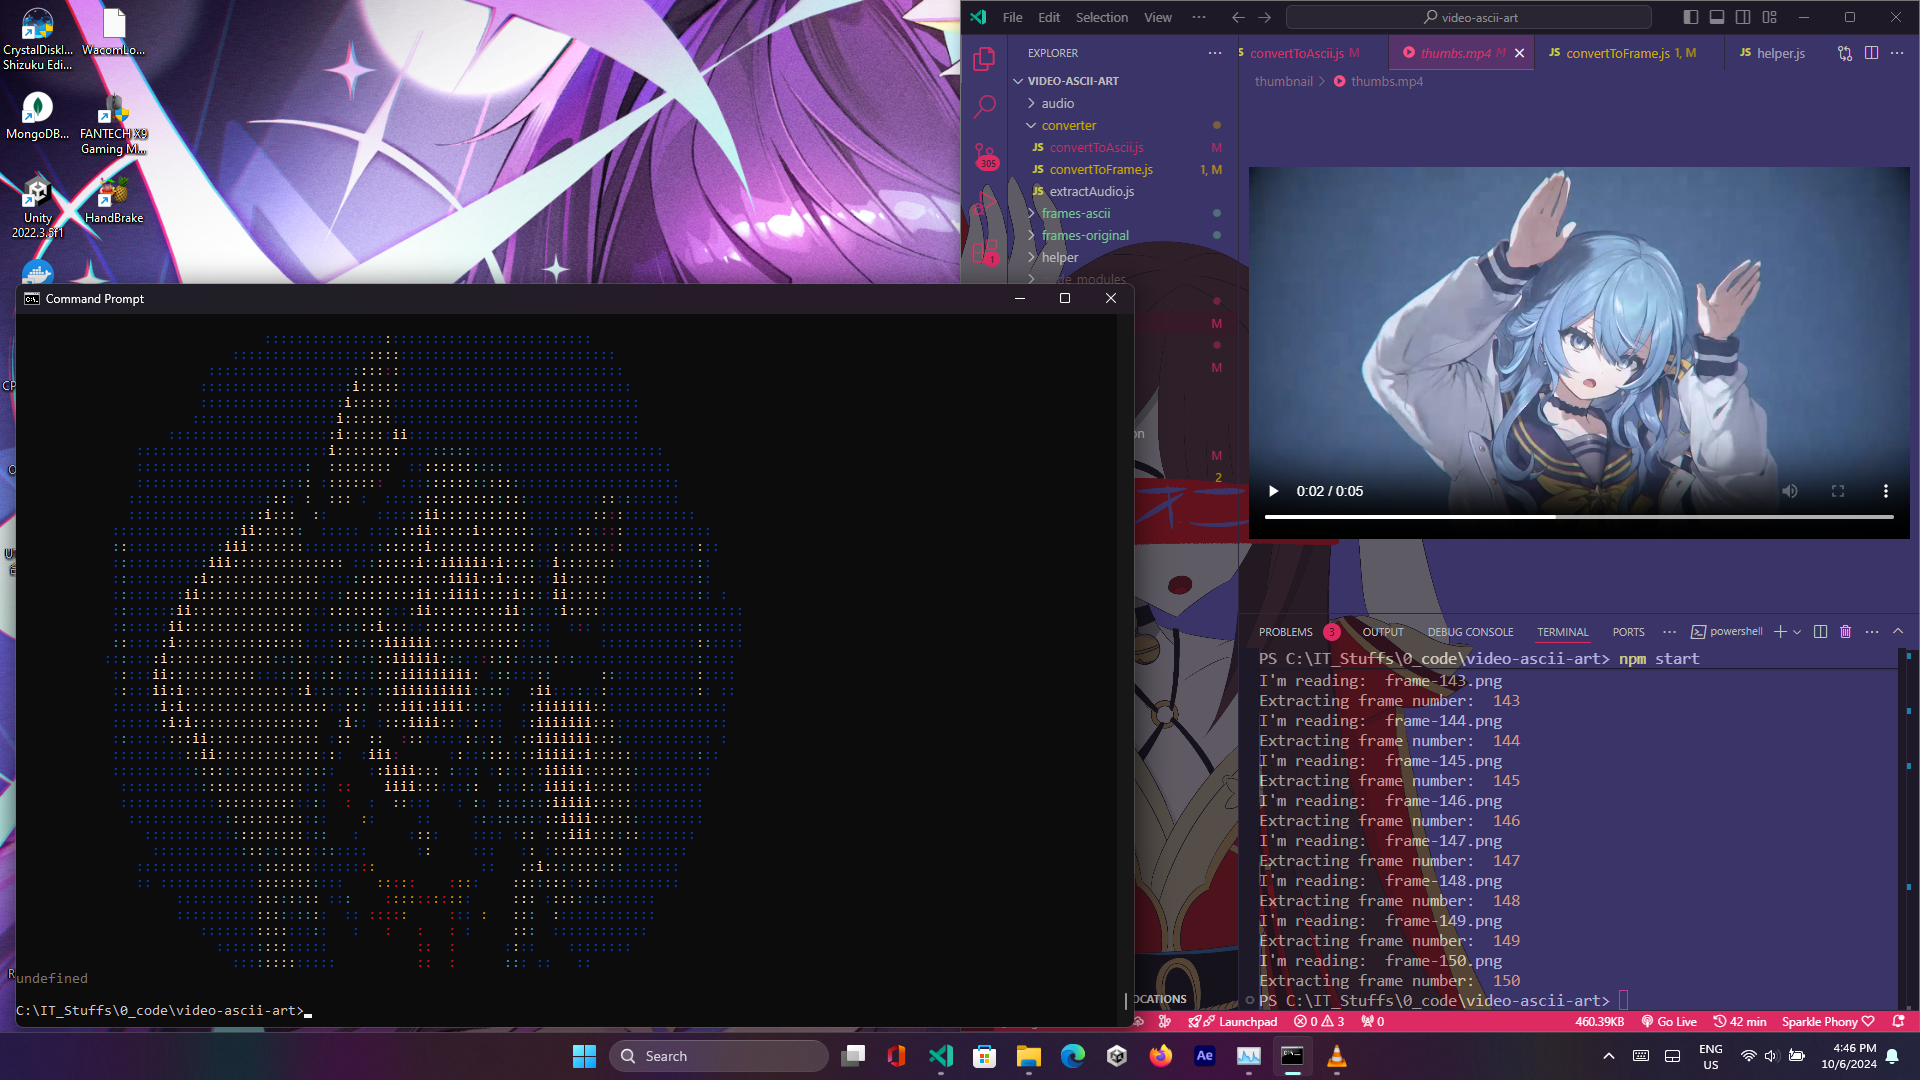 CrystalDiskI...
Shizuku Edi...
WacomLo...
MongoDB...
FANTECH X9
Gaming M...
Unity
2022.3.5f1
HandBrake
File Edit Selection View ···
video-ascii-art
EXPLORER
convertToAscii.js M
thumbs.mp4 M
JS convertToFrame.js 1, M
JS helper.js
thumbnail > thumbs.mp4
VIDEO-ASCII-ART
audio
converter
JS convertToAscii.js M
JS convertToFrame.js 1, M
JS extractAudio.js
frames-ascii
frames-original
helper
node_modules
305
1
M
M
M
2
0:02 / 0:05
Command Prompt
undefined
C:\IT_Stuffs\0_code\video-ascii-art>
PROBLEMS 3 OUTPUT DEBUG CONSOLE TERMINAL PORTS ··· powershell
PS C:\IT_Stuffs\0_code\video-ascii-art> npm start
I'm reading: frame-143.png
Extracting frame number: 143
I'm reading: frame-144.png
Extracting frame number: 144
I'm reading: frame-145.png
Extracting frame number: 145
I'm reading: frame-146.png
Extracting frame number: 146
I'm reading: frame-147.png
Extracting frame number: 147
I'm reading: frame-148.png
Extracting frame number: 148
I'm reading: frame-149.png
Extracting frame number: 149
I'm reading: frame-150.png
Extracting frame number: 150
PS C:\IT_Stuffs\0_code\video-ascii-art>
Launchpad 0 3 0
460.39KB Go Live 42 min Sparkle Phony
Search
Ae
ENG
US
4:46 PM
10/6/2024